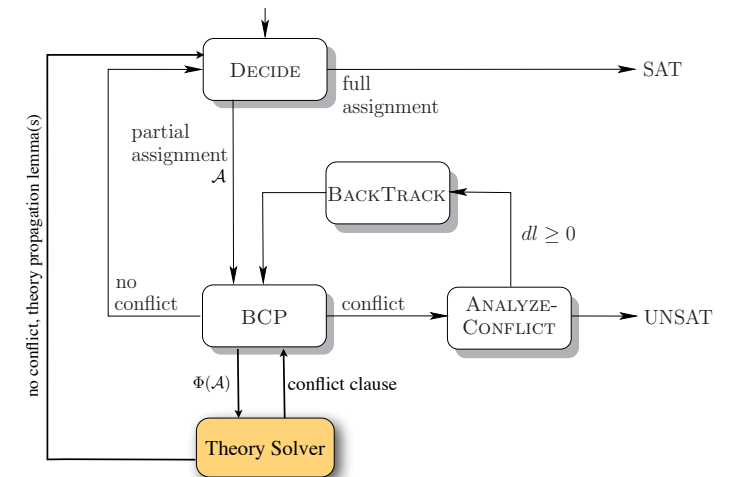 DECIDE
SAT
full
assignment
partial
assignment
𝒜
BACKTRACK
dl ≥ 0
no conflict, theory propagation lemma(s)
no
conflict
BCP
conflict
ANALYZE-
CONFLICT
UNSAT
Φ(𝒜)
conflict clause
Theory Solver